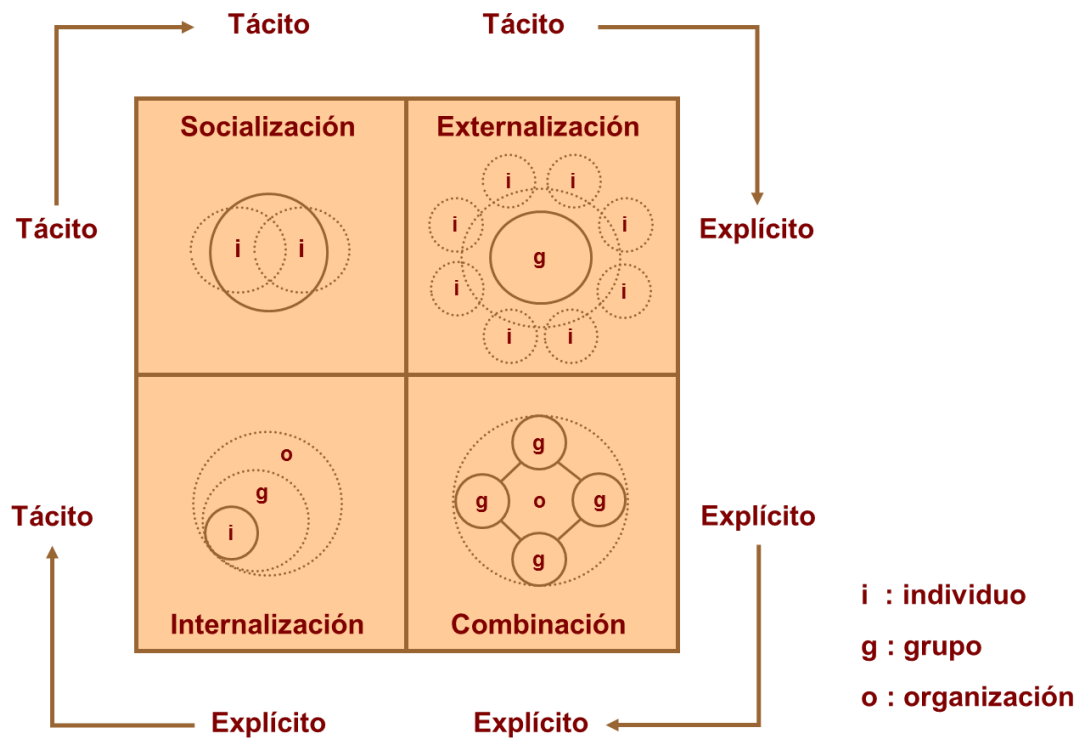 Tácito Tácito
Socialización Externalización
i i
i i
i i
Tácito Explícito
g
i i
i i
o
g
g
Tácito Explícito
g o g
i
g
i : individuo
Internalización Combinación
g : grupo
o : organización
Explícito Explícito